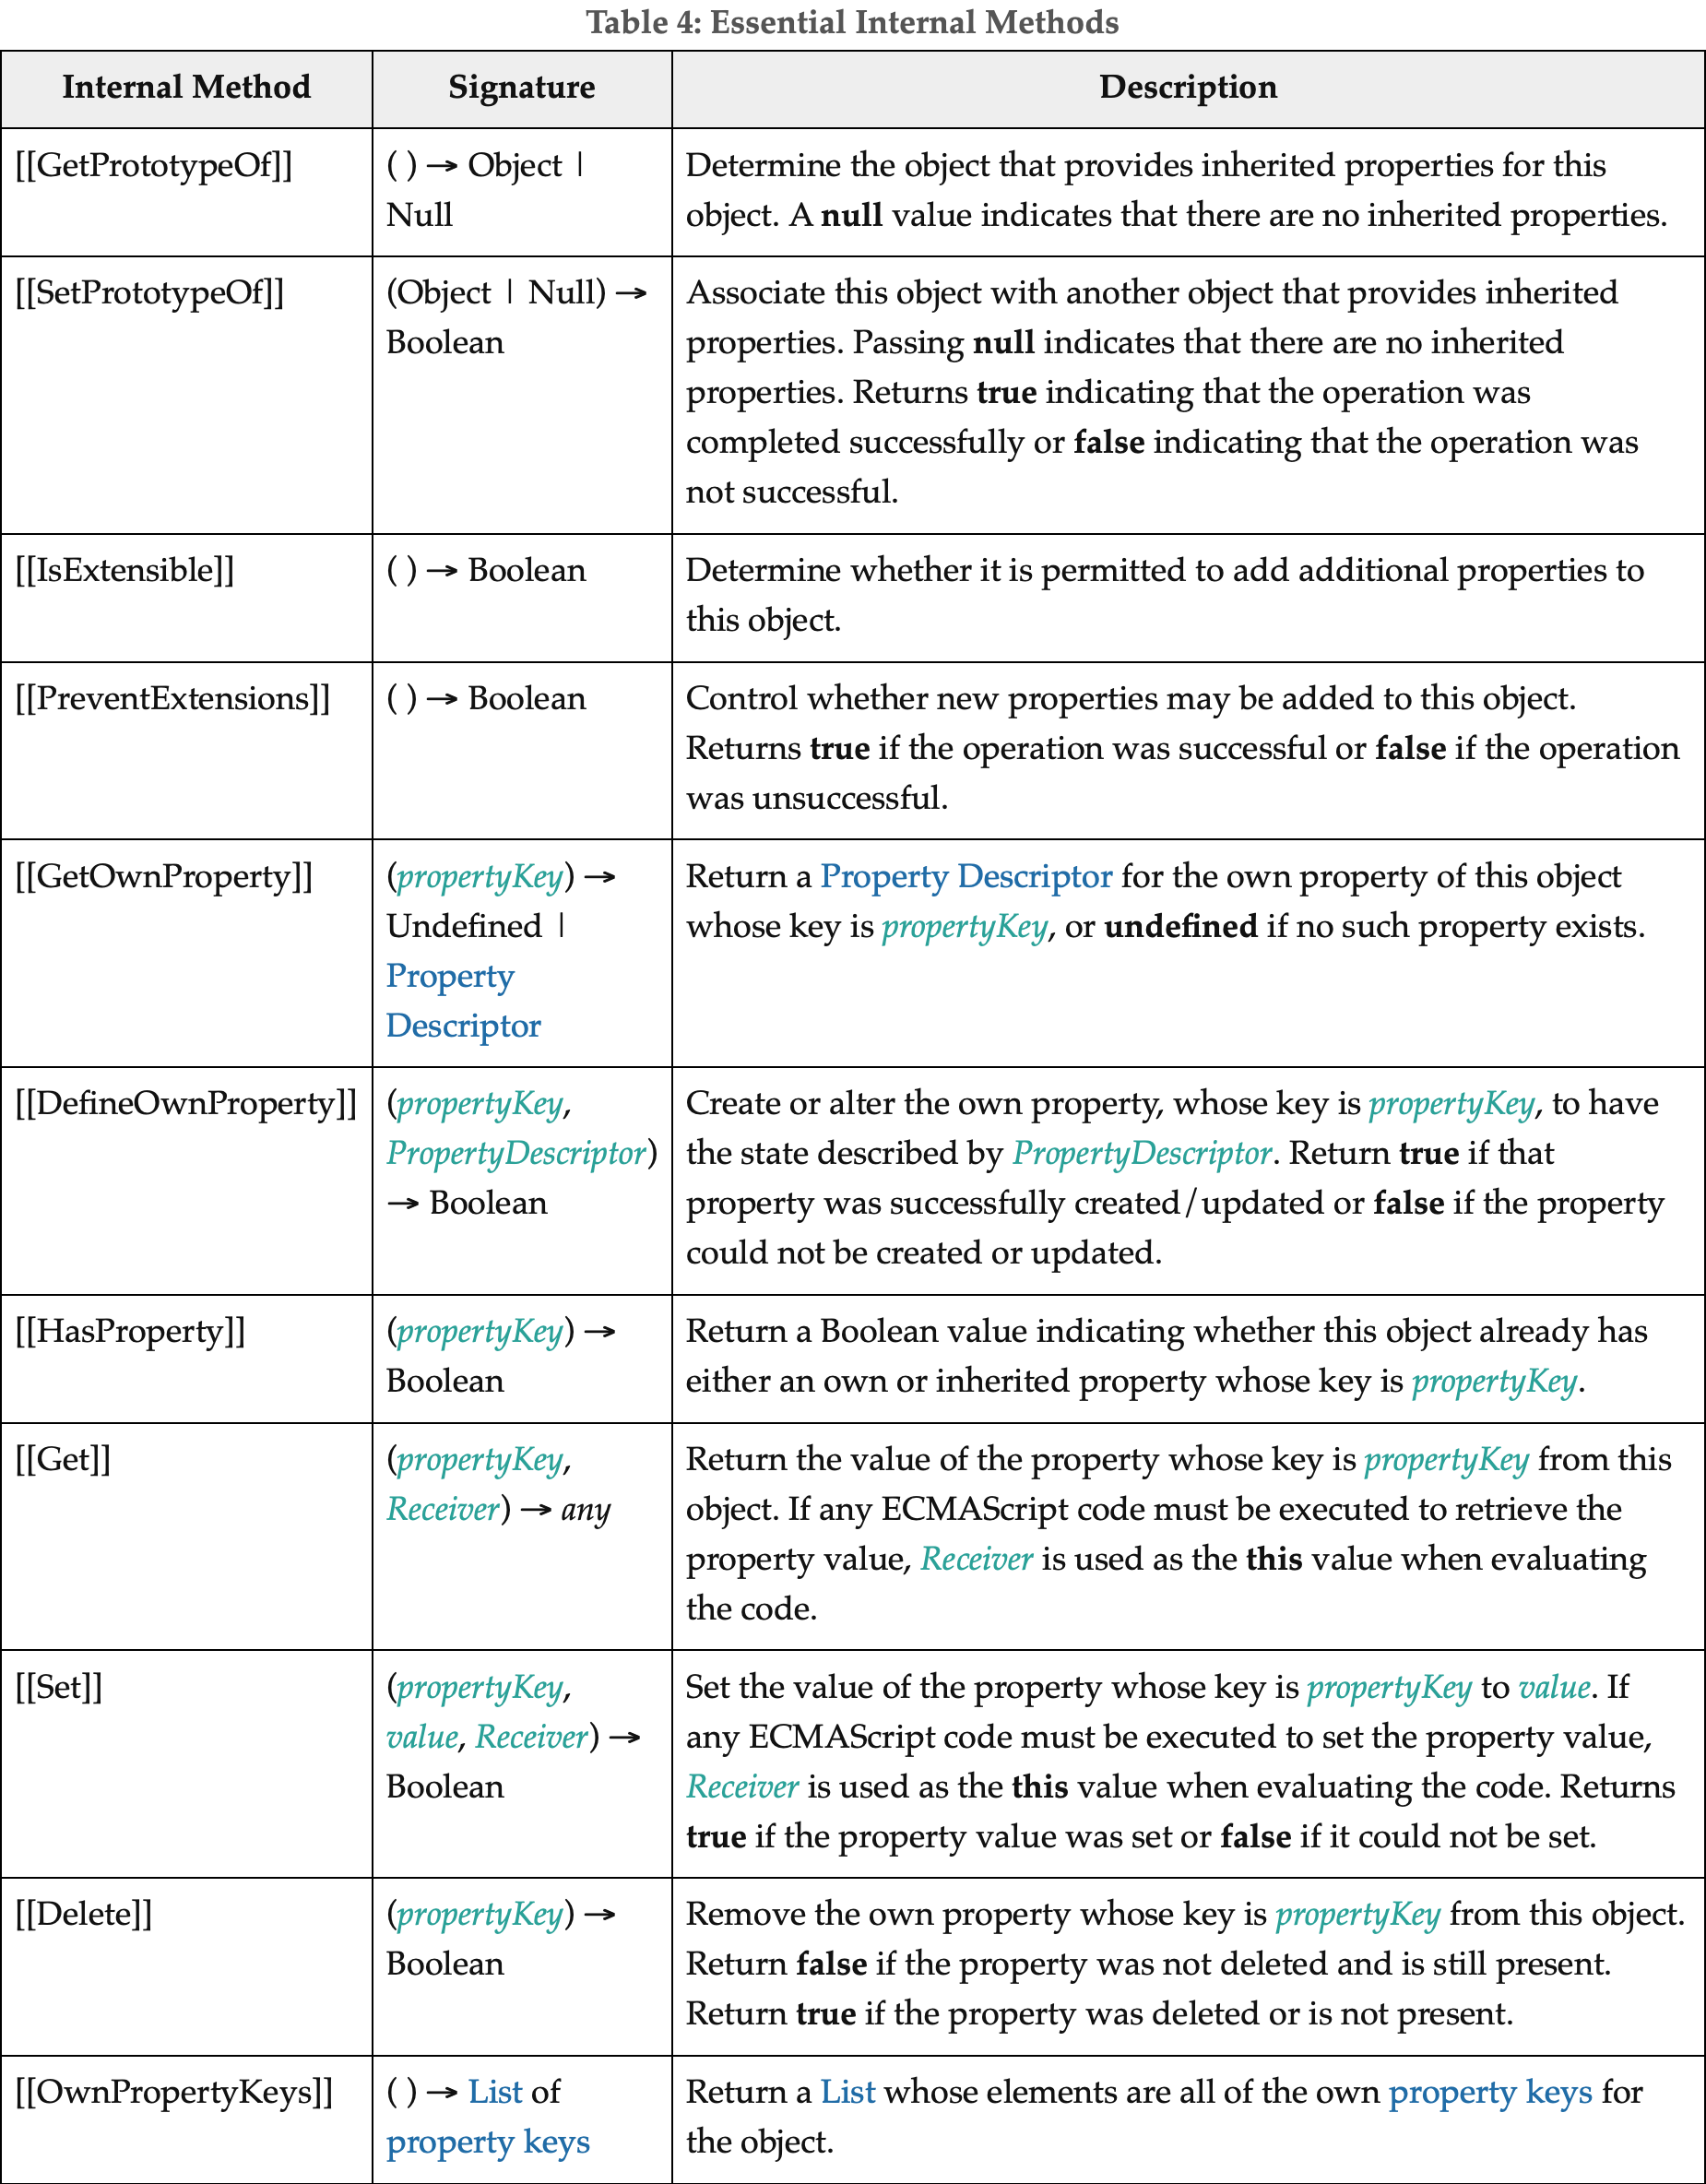 Table 4: Essential Internal Methods
Internal Method Signature Description
[[GetPrototypeOf]] ( ) → Object | Determine the object that provides inherited properties for this
Null object. A null value indicates that there are no inherited properties.
[[SetPrototypeOf]] (Object | Null) → Associate this object with another object that provides inherited
Boolean properties. Passing null indicates that there are no inherited
properties. Returns true indicating that the operation was
completed successfully or false indicating that the operation was
not successful.
[[IsExtensible]] ( ) → Boolean Determine whether it is permitted to add additional properties to
this object.
[[PreventExtensions]] ( ) → Boolean Control whether new properties may be added to this object.
Returns true if the operation was successful or false if the operation
was unsuccessful.
[[GetOwnProperty]] (propertyKey) → Return a Property Descriptor for the own property of this object
Undefined | whose key is propertyKey, or undefined if no such property exists.
Property
Descriptor
[[DefineOwnProperty]] (propertyKey, Create or alter the own property, whose key is propertyKey, to have
PropertyDescriptor) the state described by PropertyDescriptor. Return true if that
→ Boolean property was successfully created/updated or false if the property
could not be created or updated.
[[HasProperty]] (propertyKey) → Return a Boolean value indicating whether this object already has
Boolean either an own or inherited property whose key is propertyKey.
[[Get]] (propertyKey, Return the value of the property whose key is propertyKey from this
Receiver) → any object. If any ECMAScript code must be executed to retrieve the
property value, Receiver is used as the this value when evaluating
the code.
[[Set]] (propertyKey, Set the value of the property whose key is propertyKey to value. If
value, Receiver) → any ECMAScript code must be executed to set the property value,
Boolean Receiver is used as the this value when evaluating the code. Returns
true if the property value was set or false if it could not be set.
[[Delete]] (propertyKey) → Remove the own property whose key is propertyKey from this object.
Boolean Return false if the property was not deleted and is still present.
Return true if the property was deleted or is not present.
[[OwnPropertyKeys]] ( ) → List of Return a List whose elements are all of the own property keys for
property keys the object.